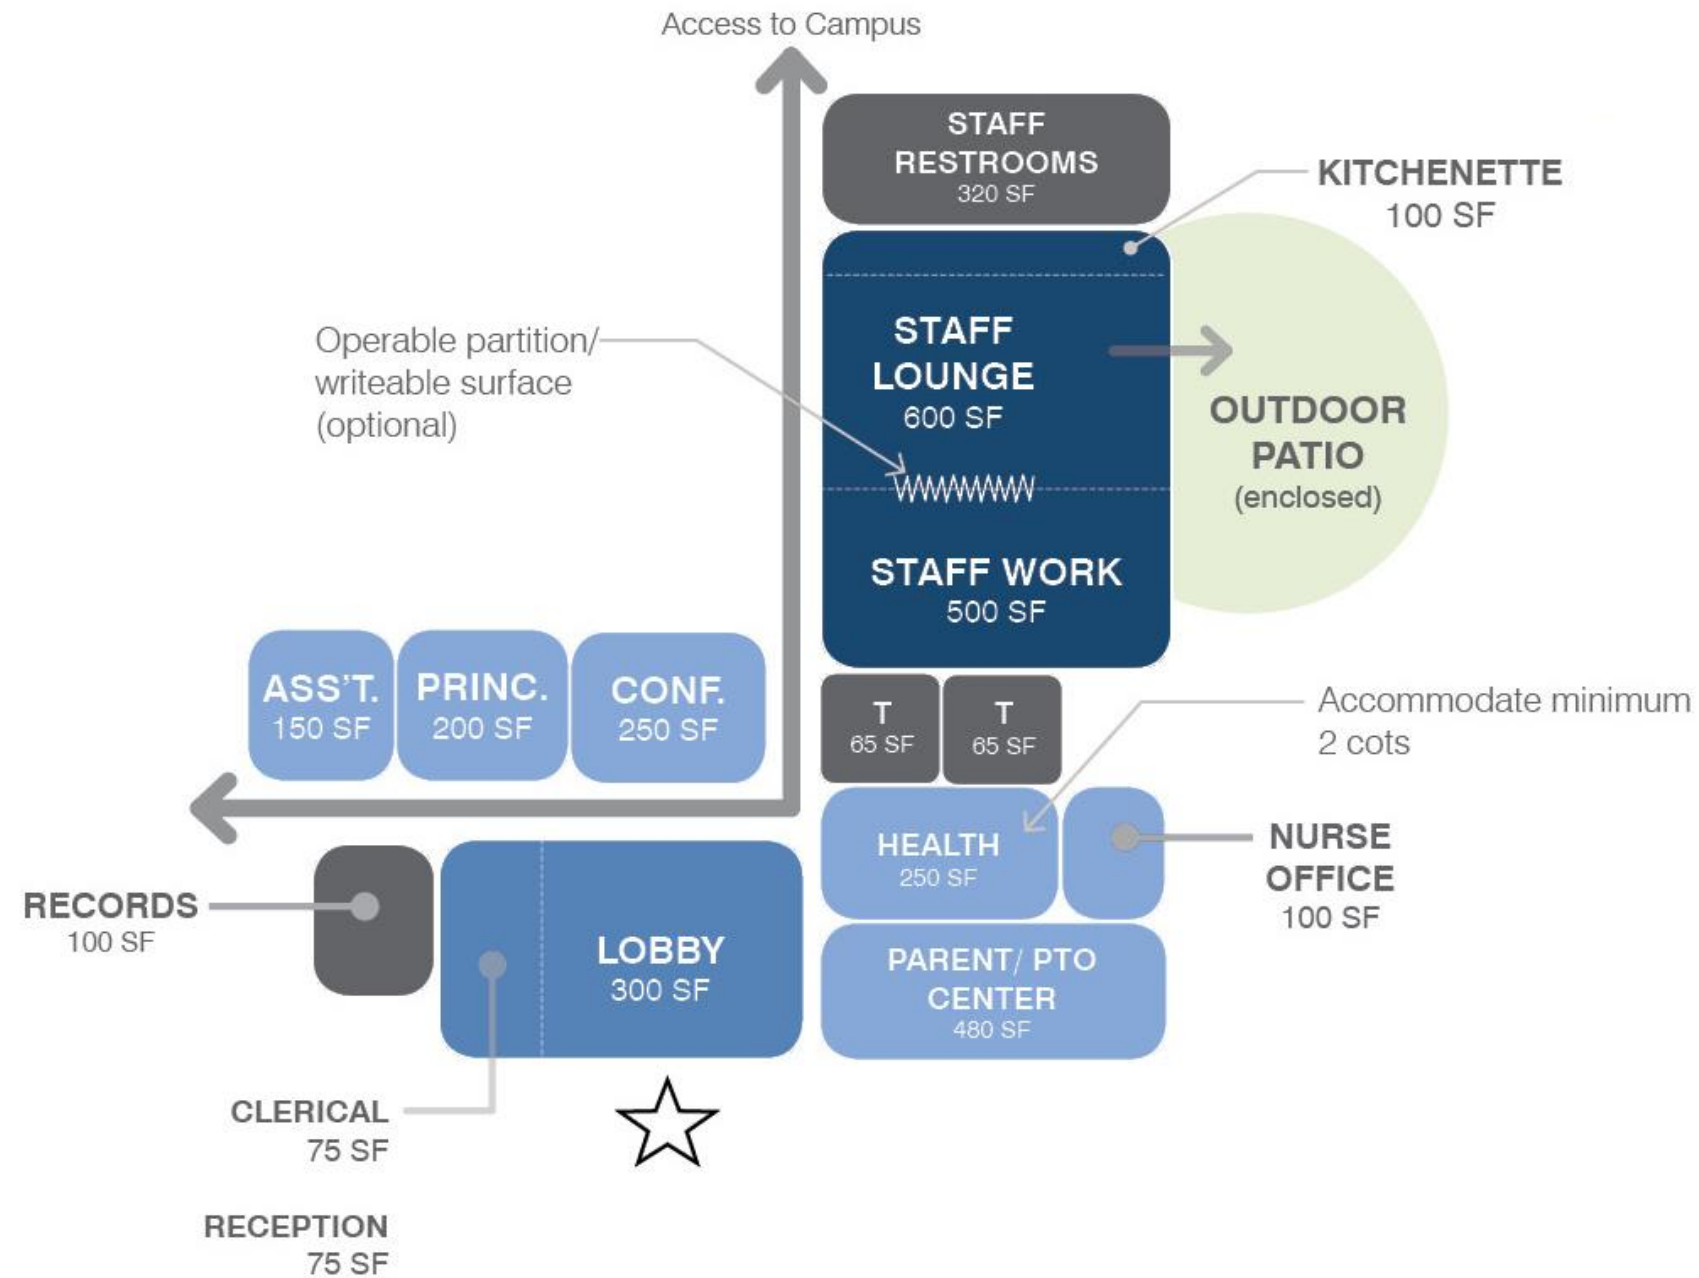 Access to Campus
STAFF
RESTROOMS
320 SF
KITCHENETTE
100 SF
Operable partition/
writeable surface
(optional)
STAFF
LOUNGE
600 SF
OUTDOOR
PATIO
(enclosed)
STAFF WORK
500 SF
ASS'T.
150 SF
PRINC.
200 SF
CONF.
250 SF
T
65 SF
T
65 SF
Accommodate minimum
2 cots
HEALTH
250 SF
NURSE
OFFICE
100 SF
RECORDS
100 SF
LOBBY
300 SF
PARENT/ PTO
CENTER
480 SF
CLERICAL
75 SF
RECEPTION
75 SF